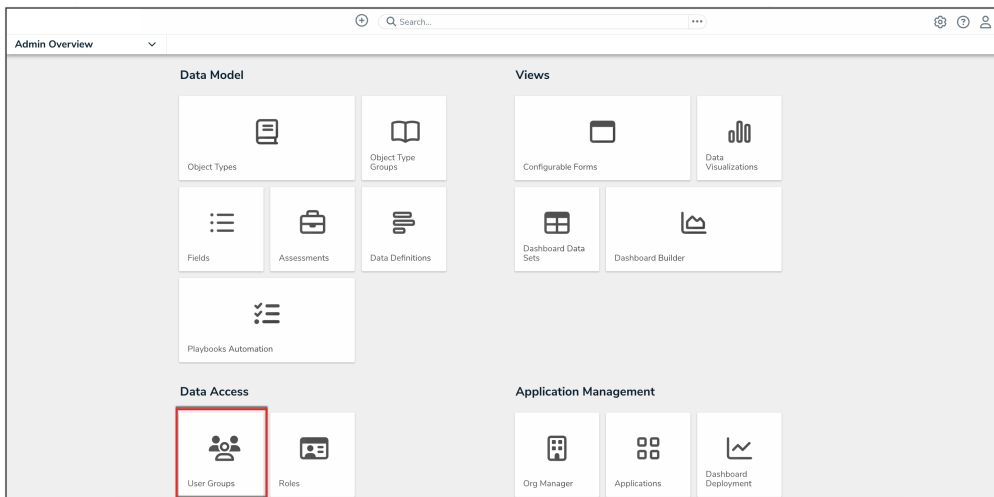 Search...
Admin Overview
Data Model
Object Types
Object Type
Groups
Fields
Assessments
Data Definitions
Playbooks Automation
Views
Configurable Forms
Data
Visualizations
Dashboard Data
Sets
Dashboard Builder
Data Access
User Groups
Roles
Application Management
Org Manager
Applications
Dashboard
Deployment